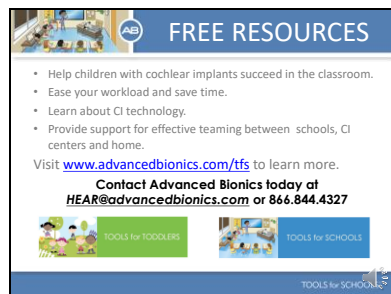 AB
FREE RESOURCES
• Help children with cochlear implants succeed in the classroom.
• Ease your workload and save time.
• Learn about CI technology.
• Provide support for effective teaming between schools, CI
centers and home.
Visit www.advancedbionics.com/tfs to learn more.
Contact Advanced Bionics today at
HEAR@advancedbionics.com or 866.844.4327
TOOLS for TODDLERS
TOOLS for SCHOOLS
TOOLS for SCHOOLS